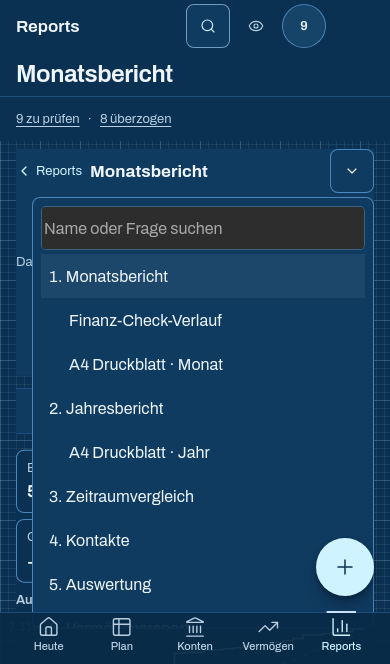 Reports
9
Monatsbericht
9 zu prüfen · 8 überzogen
Reports Monatsbericht
Name oder Frage suchen
Da
1. Monatsbericht
Finanz-Check-Verlauf
A4 Druckblatt · Monat
2. Jahresbericht
A4 Druckblatt · Jahr
3. Zeitraumvergleich
4. Kontakte
5. Auswertung
Au
Heute Plan Konten Vermögen Reports